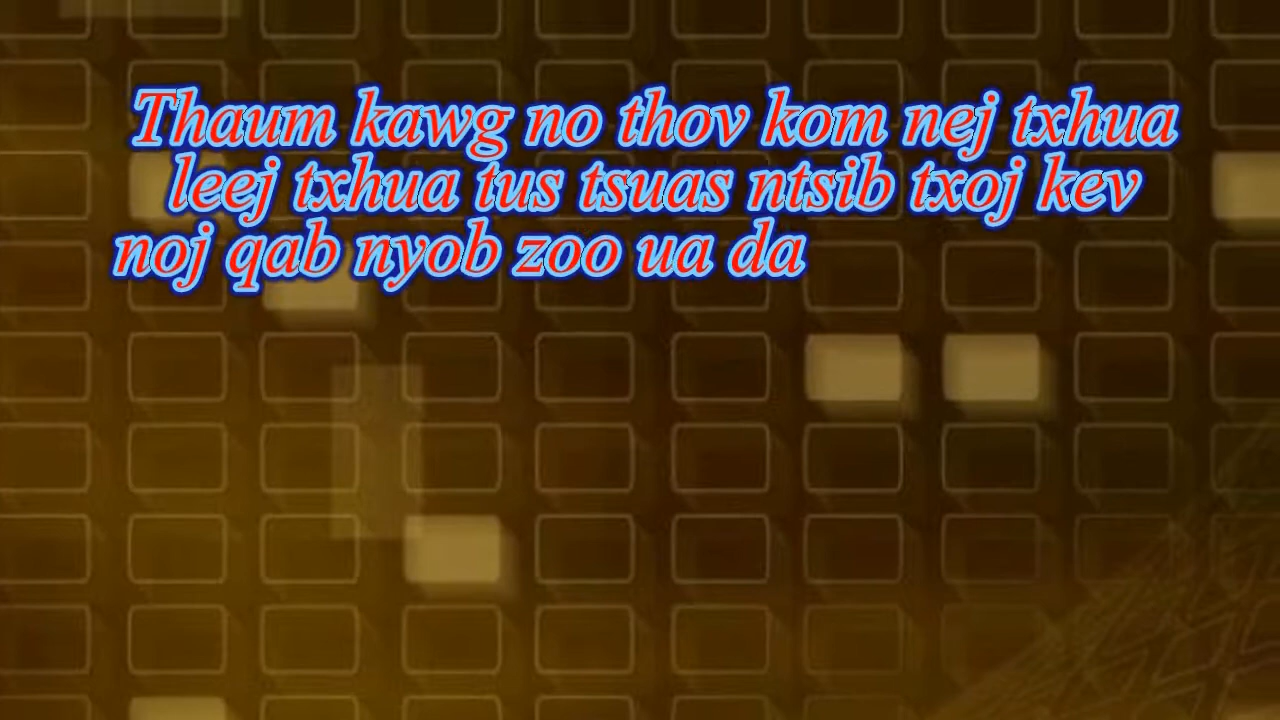 Thaum kawg no thov kom nej txhua
leej txhua tus tsuas ntsib txoj kev
noj qab nyob zoo ua da